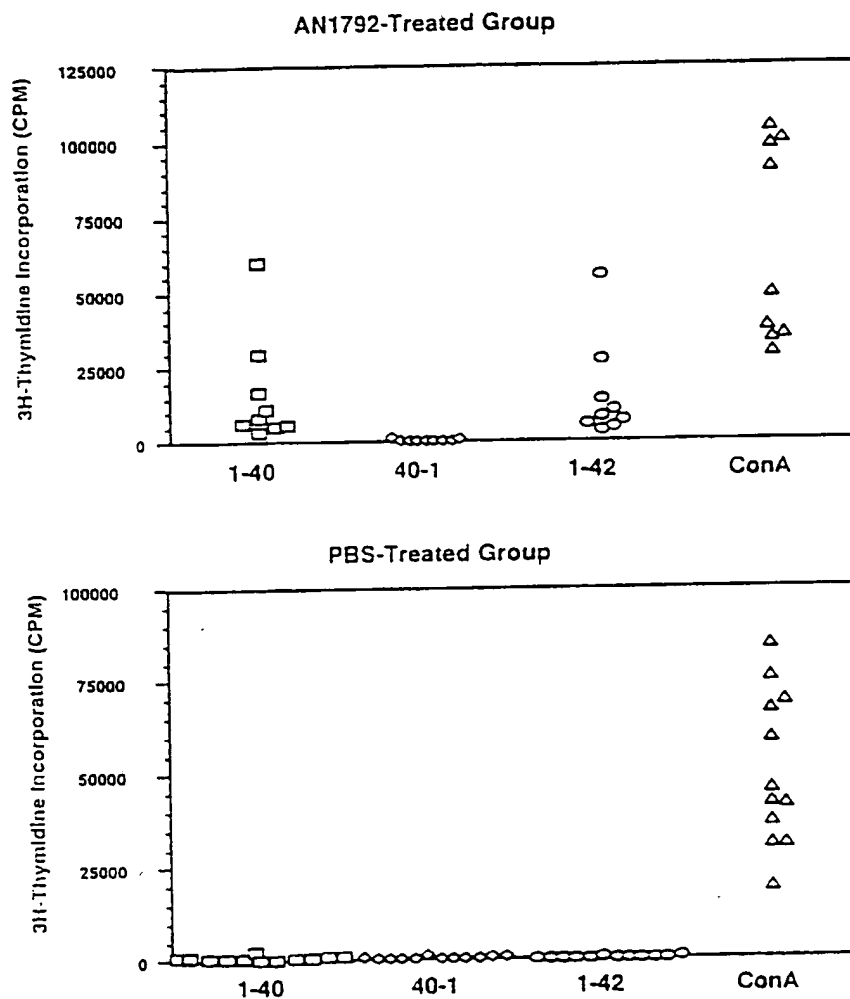 AN1792-Treated Group
3H-Thymidine Incorporation (CPM)
125000
100000
75000
50000
25000
0
1-40
40-1
1-42
ConA
PBS-Treated Group
3H-Thymidine Incorporation (CPM)
100000
75000
50000
25000
0
1-40
40-1
1-42
ConA